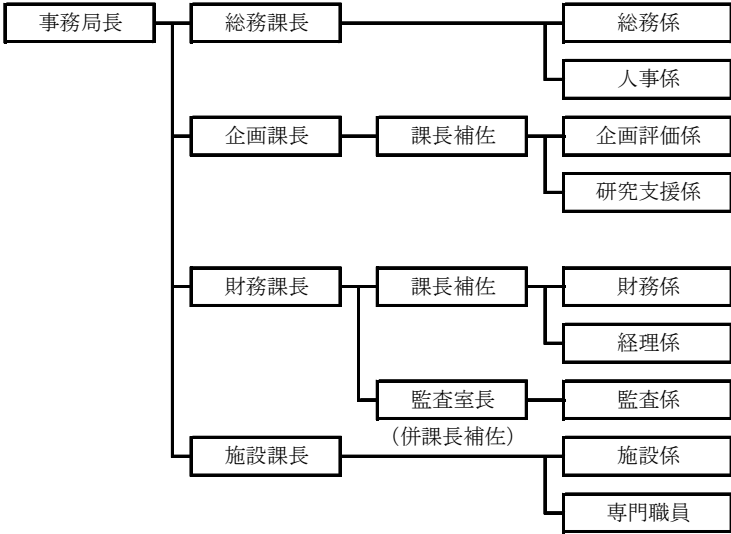 事務局長
総務課長
総務係
人事係
企画課長
課長補佐
企画評価係
研究支援係
財務課長
課長補佐
財務係
経理係
監査室長
(併課長補佐)
監査係
施設課長
施設係
専門職員